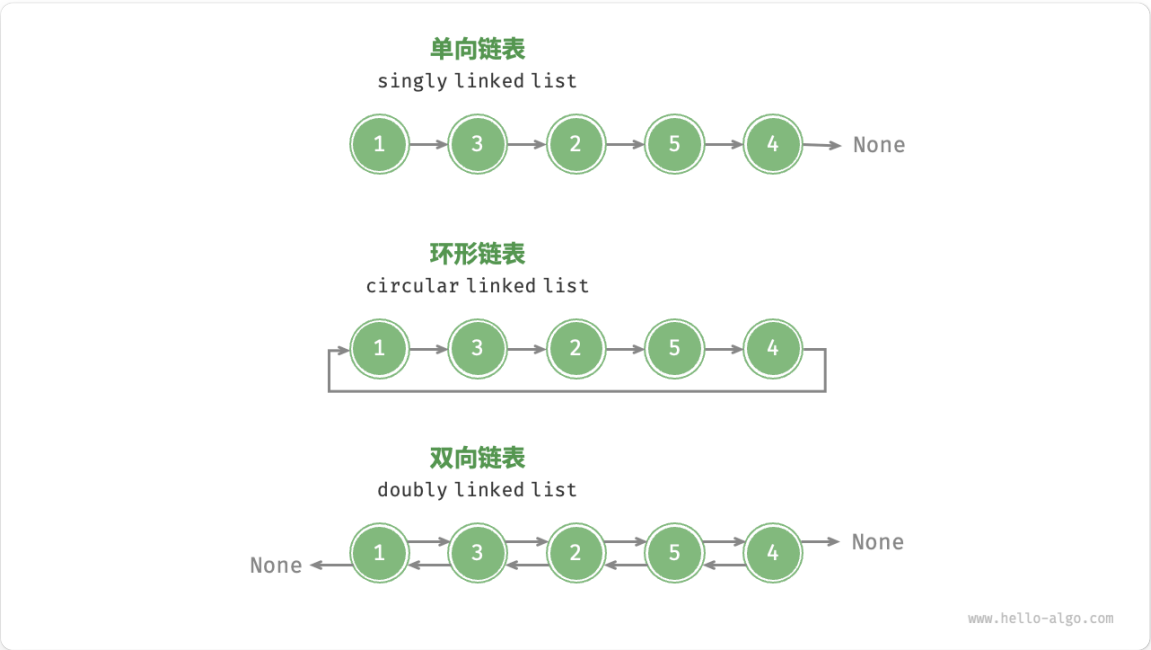 单向链表
singly linked list
1 3 2 5 4 None
环形链表
circular linked list
1 3 2 5 4
双向链表
doubly linked list
None 1 3 2 5 4 None
www.hello-algo.com